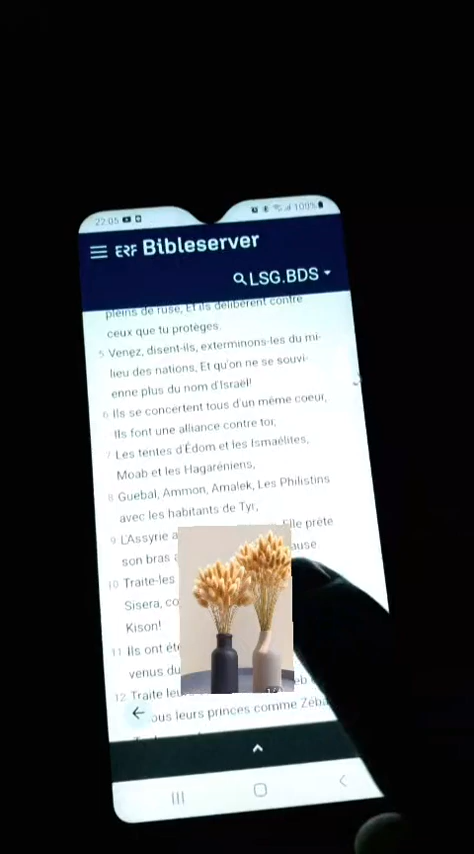 22:05 100%
ERF Bibleserver
LSG.BDS
pleins de ruse, Et ils délibèrent contre
ceux que tu protèges.
5 Venez, disent-ils, exterminons-les du mi-
lieu des nations, Et qu'on ne se souvi-
enne plus du nom d'Israël!
6 Ils se concertent tous d'un même coeur,
Ils font une alliance contre toi,
7 Les tentes d'Édom et les Ismaélites,
Moab et les Hagaréniens,
8 Guebal, Ammon, Amalek, Les Philistins
avec les habitants de Tyr,
9 L'Assyrie a Elle prête
son bras
10 Traite-les
Sisera, co
Kison!
11 Ils ont été
venus du
12 Traite leu
ous leurs princes comme Zéba